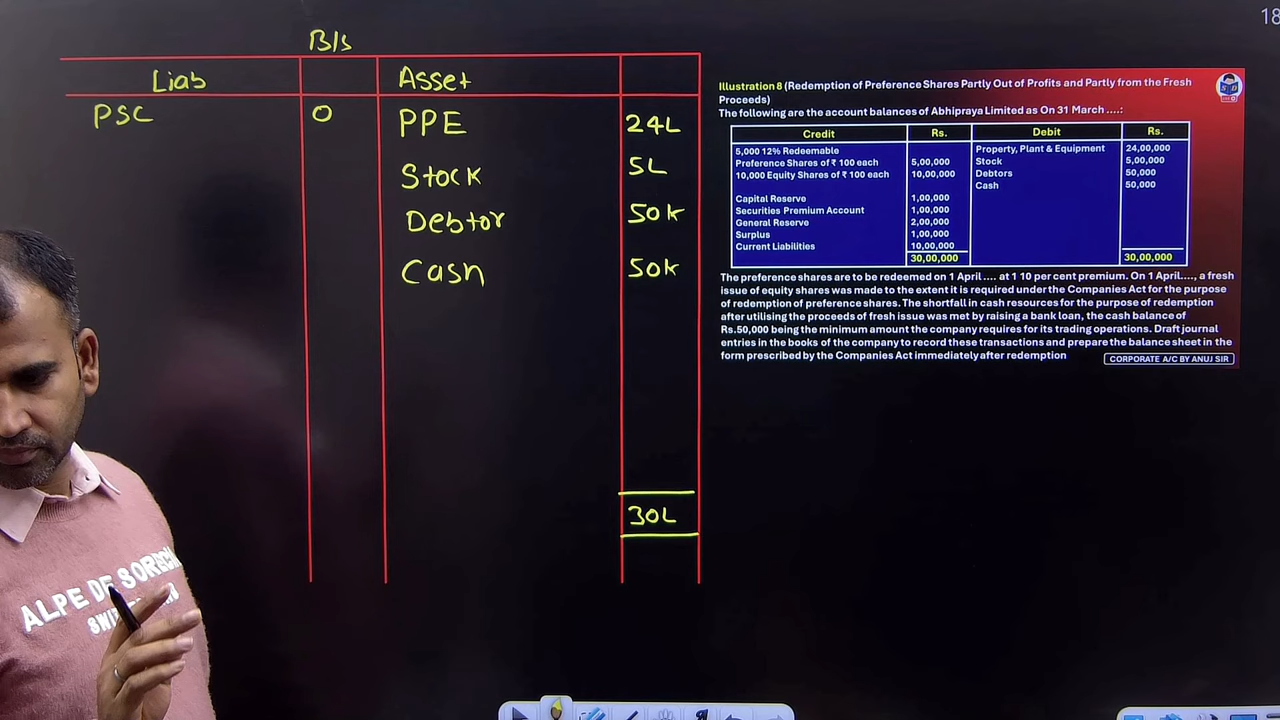 18
B/s
Liab Asset
PSC 0 PPE 24L
Stock 5L
Debtor 50k
Cash 50k
30L
Illustration 8 (Redemption of Preference Shares Partly Out of Profits and Partly from the Fresh
Proceeds)
The following are the account balances of Abhipraya Limited as On 31 March ....:
Credit Rs. Debit Rs.
5,000 12% Redeemable Property, Plant & Equipment 24,00,000
Preference Shares of ₹ 100 each 5,00,000 Stock 5,00,000
10,000 Equity Shares of ₹ 100 each 10,00,000 Debtors 50,000
Cash 50,000
Capital Reserve 1,00,000
Securities Premium Account 1,00,000
General Reserve 2,00,000
Surplus 1,00,000
Current Liabilities 10,00,000
30,00,000 30,00,000
The preference shares are to be redeemed on 1 April .... at 1 10 per cent premium. On 1 April...., a fresh
issue of equity shares was made to the extent it is required under the Companies Act for the purpose
of redemption of preference shares. The shortfall in cash resources for the purpose of redemption
after utilising the proceeds of fresh issue was met by raising a bank loan, the cash balance of
Rs.50,000 being the minimum amount the company requires for its trading operations. Draft journal
entries in the books of the company to record these transactions and prepare the balance sheet in the
form prescribed by the Companies Act immediately after redemption
CORPORATE A/C BY ANUJ SIR
ALPE DE